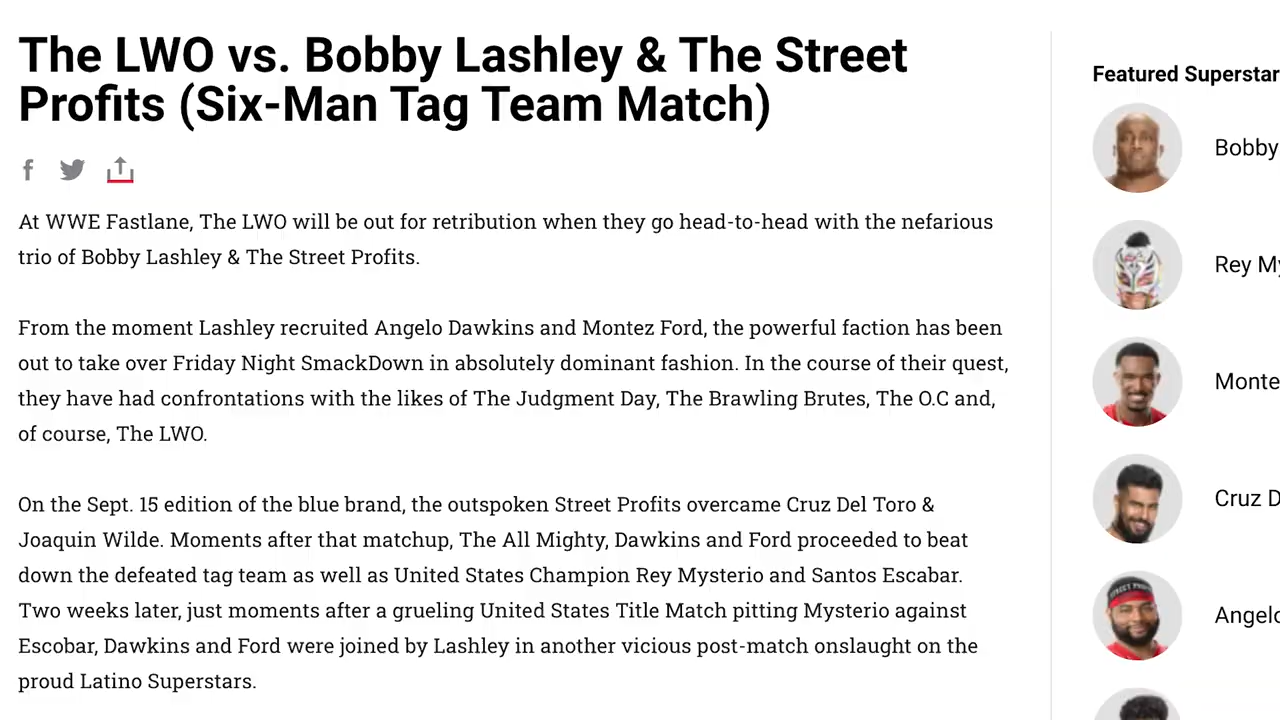 The LWO vs. Bobby Lashley & The Street
Profits (Six-Man Tag Team Match)
At WWE Fastlane, The LWO will be out for retribution when they go head-to-head with the nefarious
trio of Bobby Lashley & The Street Profits.
From the moment Lashley recruited Angelo Dawkins and Montez Ford, the powerful faction has been
out to take over Friday Night SmackDown in absolutely dominant fashion. In the course of their quest,
they have had confrontations with the likes of The Judgment Day, The Brawling Brutes, The O.C and,
of course, The LWO.
On the Sept. 15 edition of the blue brand, the outspoken Street Profits overcame Cruz Del Toro &
Joaquin Wilde. Moments after that matchup, The All Mighty, Dawkins and Ford proceeded to beat
down the defeated tag team as well as United States Champion Rey Mysterio and Santos Escabar.
Two weeks later, just moments after a grueling United States Title Match pitting Mysterio against
Escobar, Dawkins and Ford were joined by Lashley in another vicious post-match onslaught on the
proud Latino Superstars.
Featured Superstar
Bobby
Rey My
Monte
Cruz D
Angelo